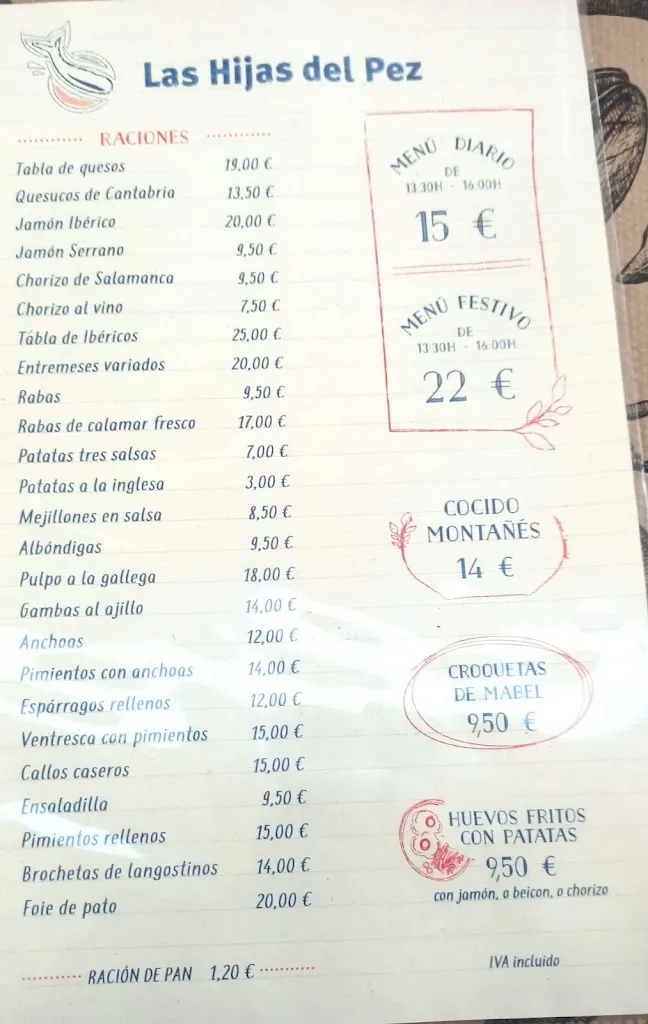 Las Hijas del Pez
RACIONES
Tabla de quesos 19,00 €
Quesucos de Cantabria 13,50 €
Jamón Ibérico 20,00 €
Jamón Serrano 9,50 €
Chorizo de Salamanca 9,50 €
Chorizo al vino 7,50 €
Tabla de Ibéricos 25,00 €
Entremeses variados 20,00 €
Rabas 9,50 €
Rabas de calamar fresco 17,00 €
Patatas tres salsas 7,00 €
Patatas a la inglesa 3,00 €
Mejillones en salsa 8,50 €
Albóndigas 9,50 €
Pulpo a la gallega 18,00 €
Gambas al ajillo 14,00 €
Anchoas 12,00 €
Pimientos con anchoas 14,00 €
Espárragos rellenos 12,00 €
Ventresca con pimientos 15,00 €
Callos caseros 15,00 €
Ensaladilla 9,50 €
Pimientos rellenos 15,00 €
Brochetas de langostinos 14,00 €
Foie de pato 20,00 €
RACIÓN DE PAN 1,20 €
MENÚ DIARIO
DE
13.30H - 16:00H
15 €
MENÚ FESTIVO
DE
13:30H - 16:00H
22 €
COCIDO
MONTAÑÉS
14 €
CROQUETAS
DE MABEL
9,50 €
HUEVOS FRITOS
CON PATATAS
9,50 €
con jamón, o beicon, o chorizo
IVA incluido